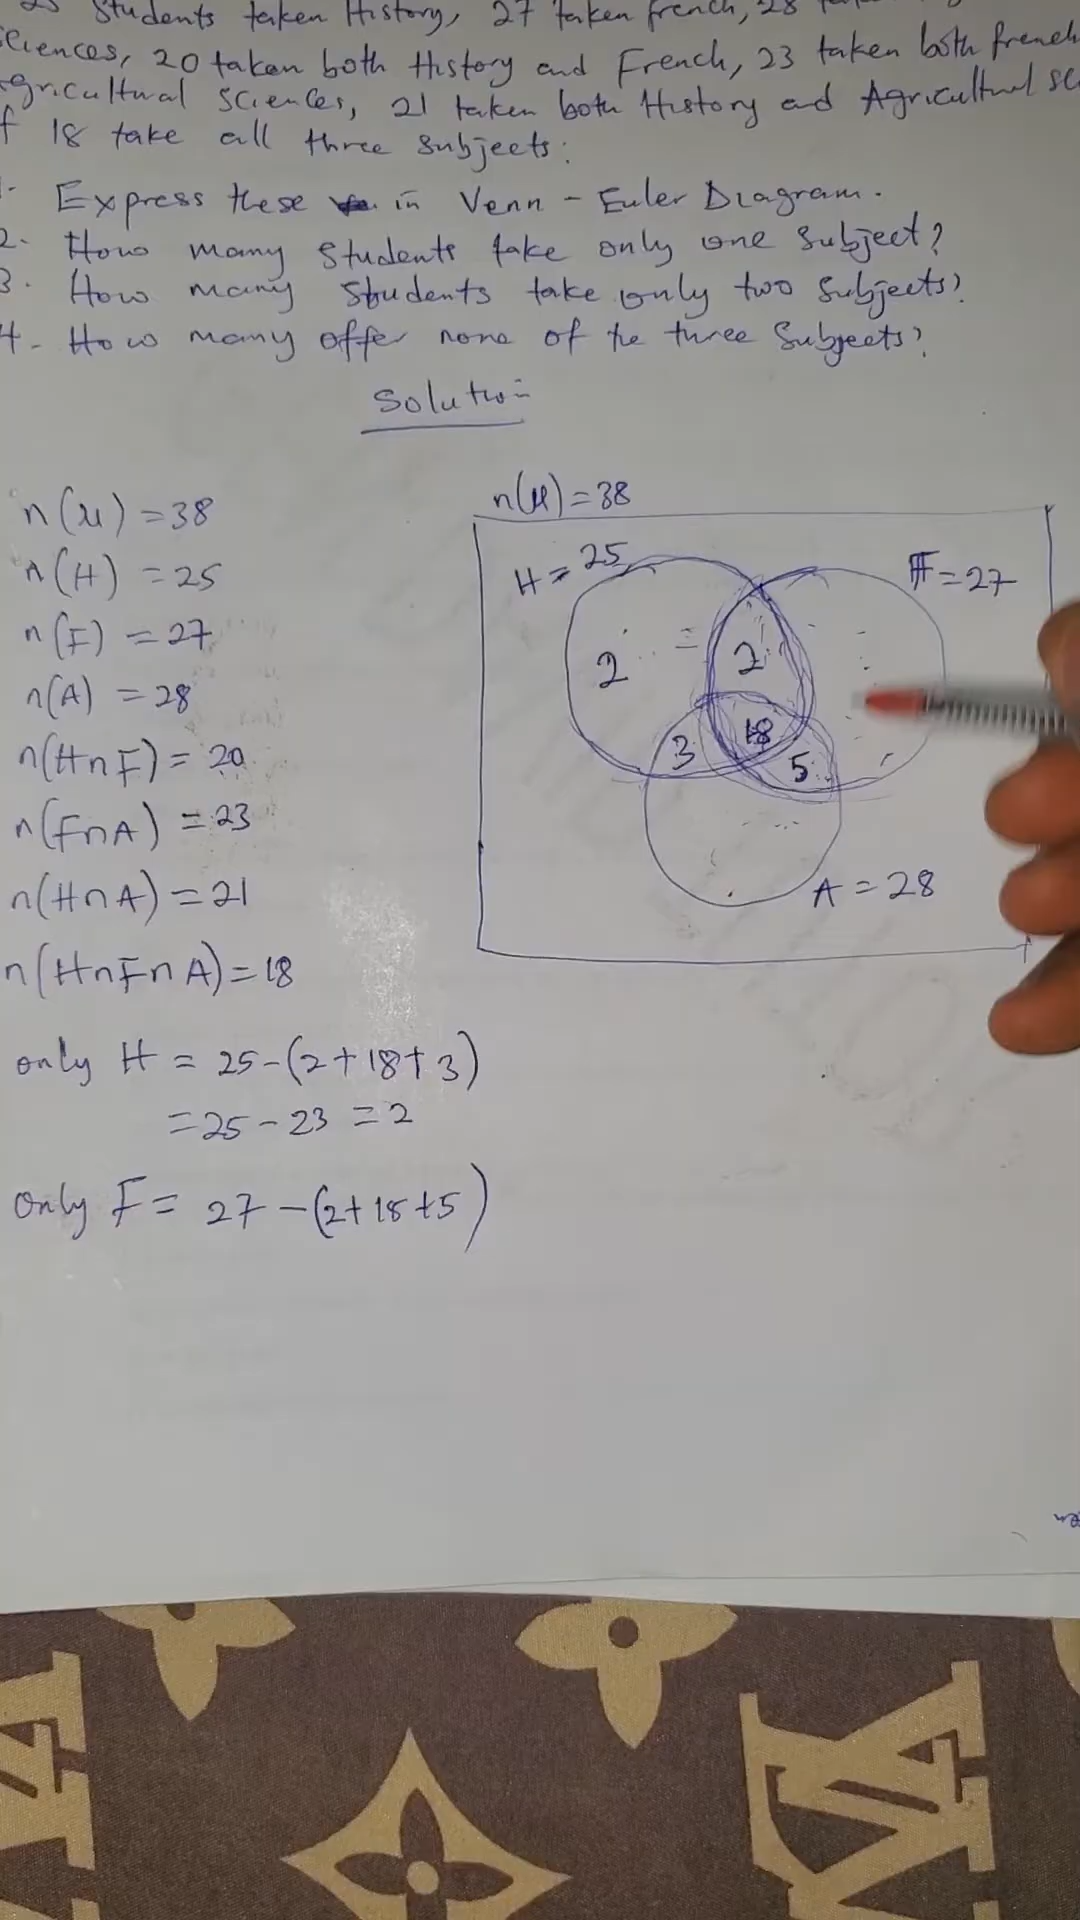 25 Students taken History, 27 taken french, 28
Sciences, 20 taken both History and French, 23 taken both french
Agricultural Sciences, 21 taken both History and Agricultural
18 take all three subjects:
Express these in Venn - Euler Diagram.
2. How many students take only one subject?
3. How many students take only two subjects?
4. How many offer none of the three Subjects?
Solution
n(μ) = 38
n(H) = 25
n(F) = 27
n(A) = 28
n(H∩F) = 20
n(F∩A) = 23
n(H∩A) = 21
n(H∩F∩A) = 18
n(μ) = 38
H = 25
F = 27
2
2
3
18
5
A = 28
only H = 25 - (2 + 18 + 3)
= 25 - 23 = 2
Only F = 27 - (2 + 18 + 5)